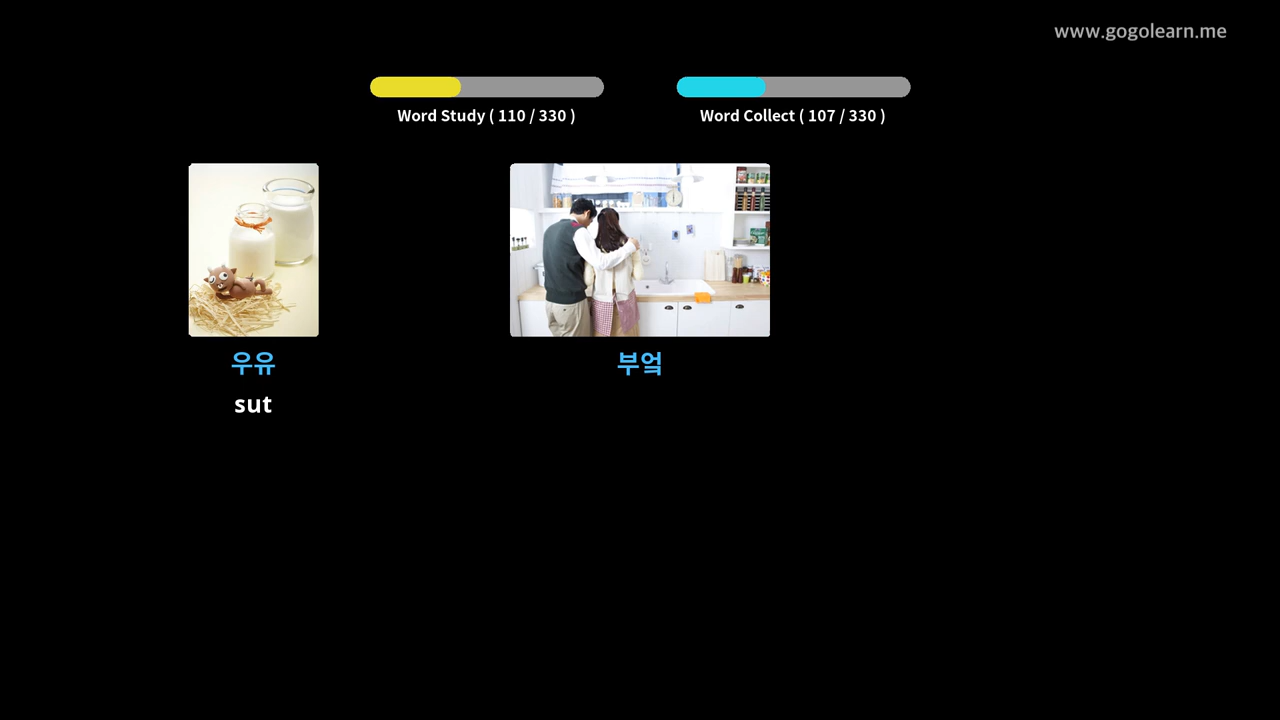 www.gogolearn.me
Word Study ( 110 / 330 )
Word Collect ( 107 / 330 )
우유
부엌
sut